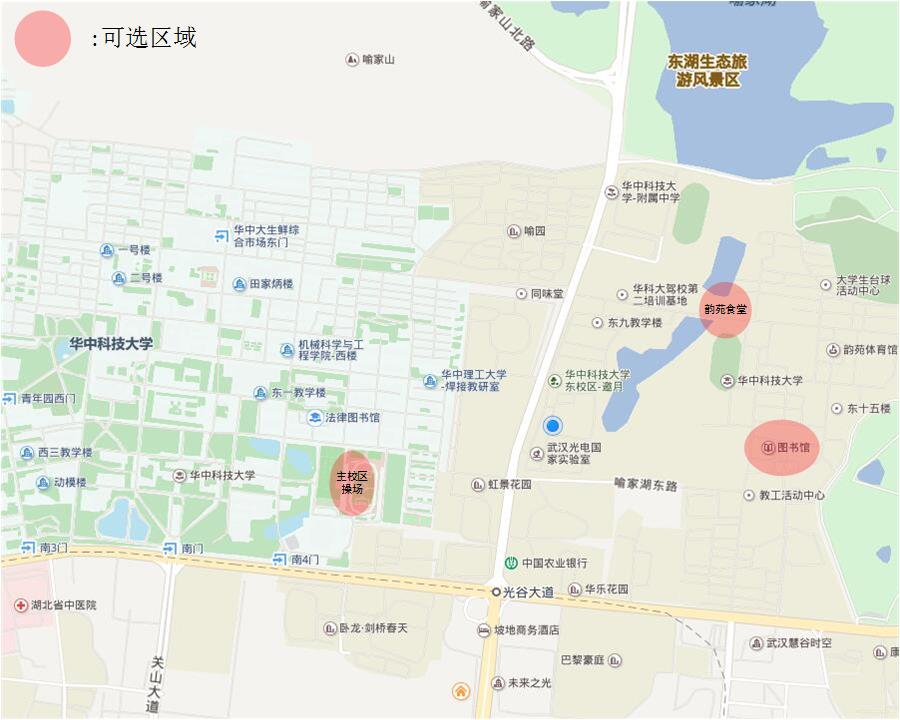 :可选区域
喻家山北路
喻家湖
喻家山
东湖生态旅
游风景区
华中科技大
学-附属中学
喻园
华中大生鲜综
合市场东门
一号楼
二号楼
田家炳楼
同味堂
华科大驾校第
二培训基地
东九教学楼
韵苑食堂
大学生台球
活动中心
韵苑体育馆
华中科技大学
机械科学与工
程学院-西楼
华中理工大学
-焊接教研室
华中科技大学
东校区-邀月
华中科技大学
东一教学楼
青年园西门
法律图书馆
东十五楼
西三教学楼
华中科技大学
主校区
操场
武汉光电国
家实验室
图书馆
动模楼
虹景花园
喻家湖东路
教工活动中心
南3门
南门
南4门
中国农业银行
光谷大道
华乐花园
湖北省中医院
卧龙·剑桥春天
坡地商务酒店
武汉慧谷时空
康
巴黎豪庭
关山大道
未来之光